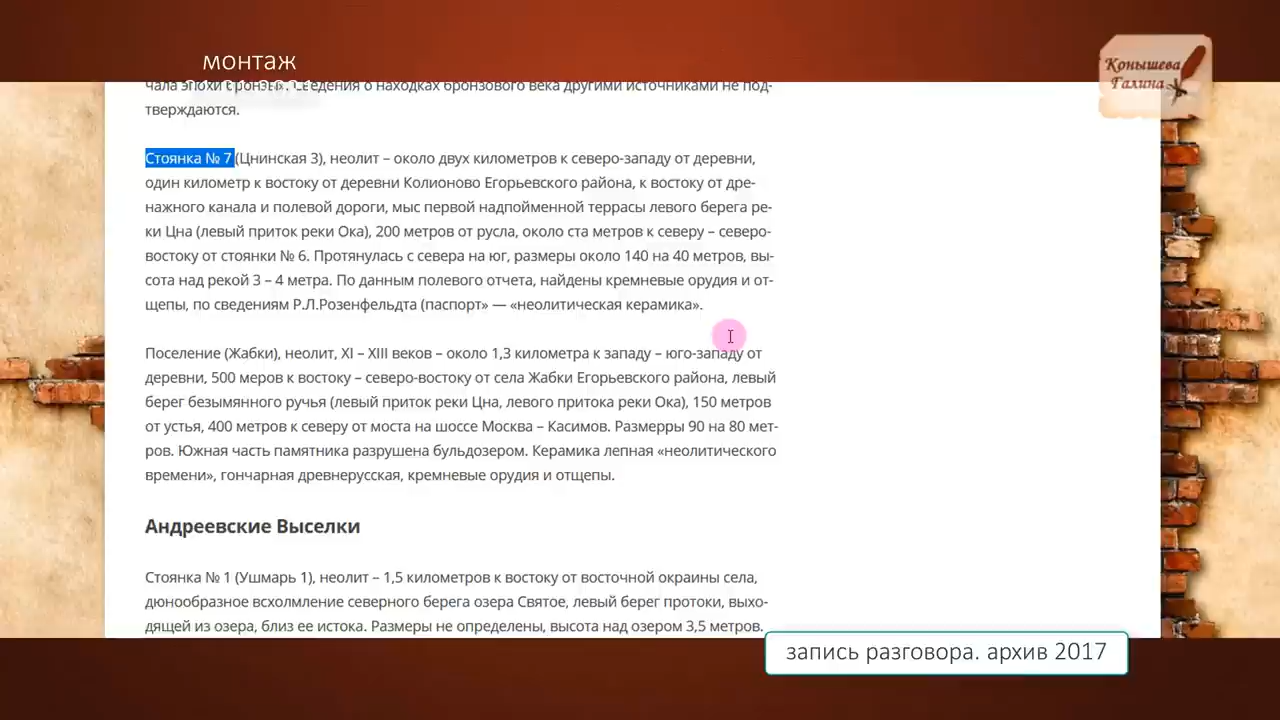 монтаж
Конышева
Галина
чала эпохи бронзы. Сведения о находках бронзового века другими источниками не под-
тверждаются.
Стоянка № 7 (Цнинская 3), неолит – около двух километров к северо-западу от деревни,
один километр к востоку от деревни Колионово Егорьевского района, к востоку от дре-
нажного канала и полевой дороги, мыс первой надпойменной террасы левого берега ре-
ки Цна (левый приток реки Ока), 200 метров от русла, около ста метров к северу – северо-
востоку от стоянки № 6. Протянулась с севера на юг, размеры около 140 на 40 метров, вы-
сота над рекой 3 – 4 метра. По данным полевого отчета, найдены кремневые орудия и от-
щепы, по сведениям Р.Л.Розенфельдта (паспорт» — «неолитическая керамика».
Поселение (Жабки), неолит, XI – XIII веков – около 1,3 километра к западу – юго-западу от
деревни, 500 меров к востоку – северо-востоку от села Жабки Егорьевского района, левый
берег безымянного ручья (левый приток реки Цна, левого притока реки Ока), 150 метров
от устья, 400 метров к северу от моста на шоссе Москва – Касимов. Размерры 90 на 80 мет-
ров. Южная часть памятника разрушена бульдозером. Керамика лепная «неолитического
времени», гончарная древнерусская, кремневые орудия и отщепы.
Андреевские Выселки
Стоянка № 1 (Ушмарь 1), неолит – 1,5 километров к востоку от восточной окраины села,
дюнообразное всхолмление северного берега озера Святое, левый берег протоки, выхо-
дящей из озера, близ ее истока. Размеры не определены, высота над озером 3,5 метров.
запись разговора. архив 2017